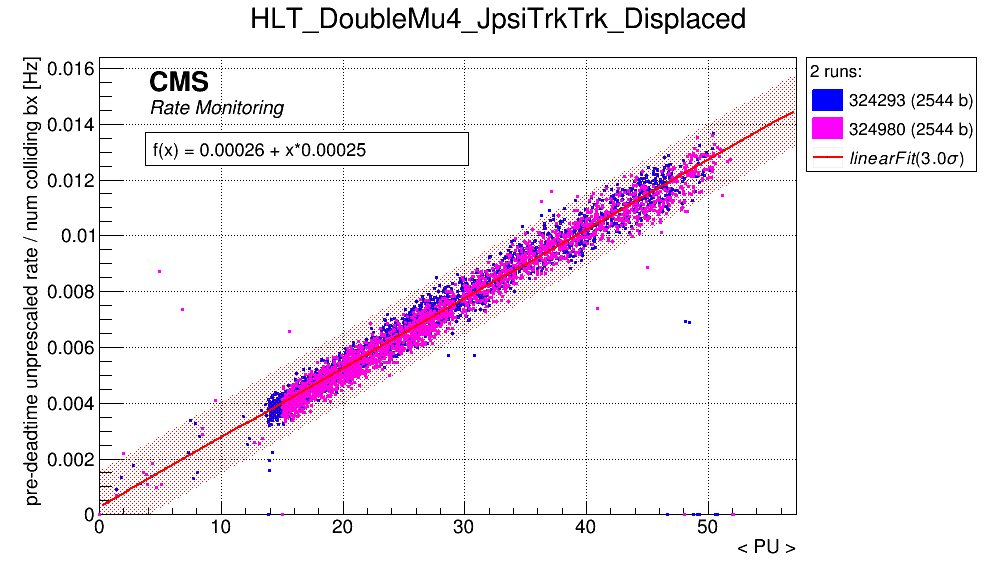 HLT_DoubleMu4_JpsiTrkTrk_Displaced
pre-deadtime unprescaled rate / num colliding bx [Hz]
0.016
0.014
0.012
0.01
0.008
0.006
0.004
0.002
0
CMS
Rate Monitoring
f(x) = 0.00026 + x*0.00025
2 runs:
324293 (2544 b)
324980 (2544 b)
linearFit(3.0σ)
0 10 20 30 40 50
< PU >